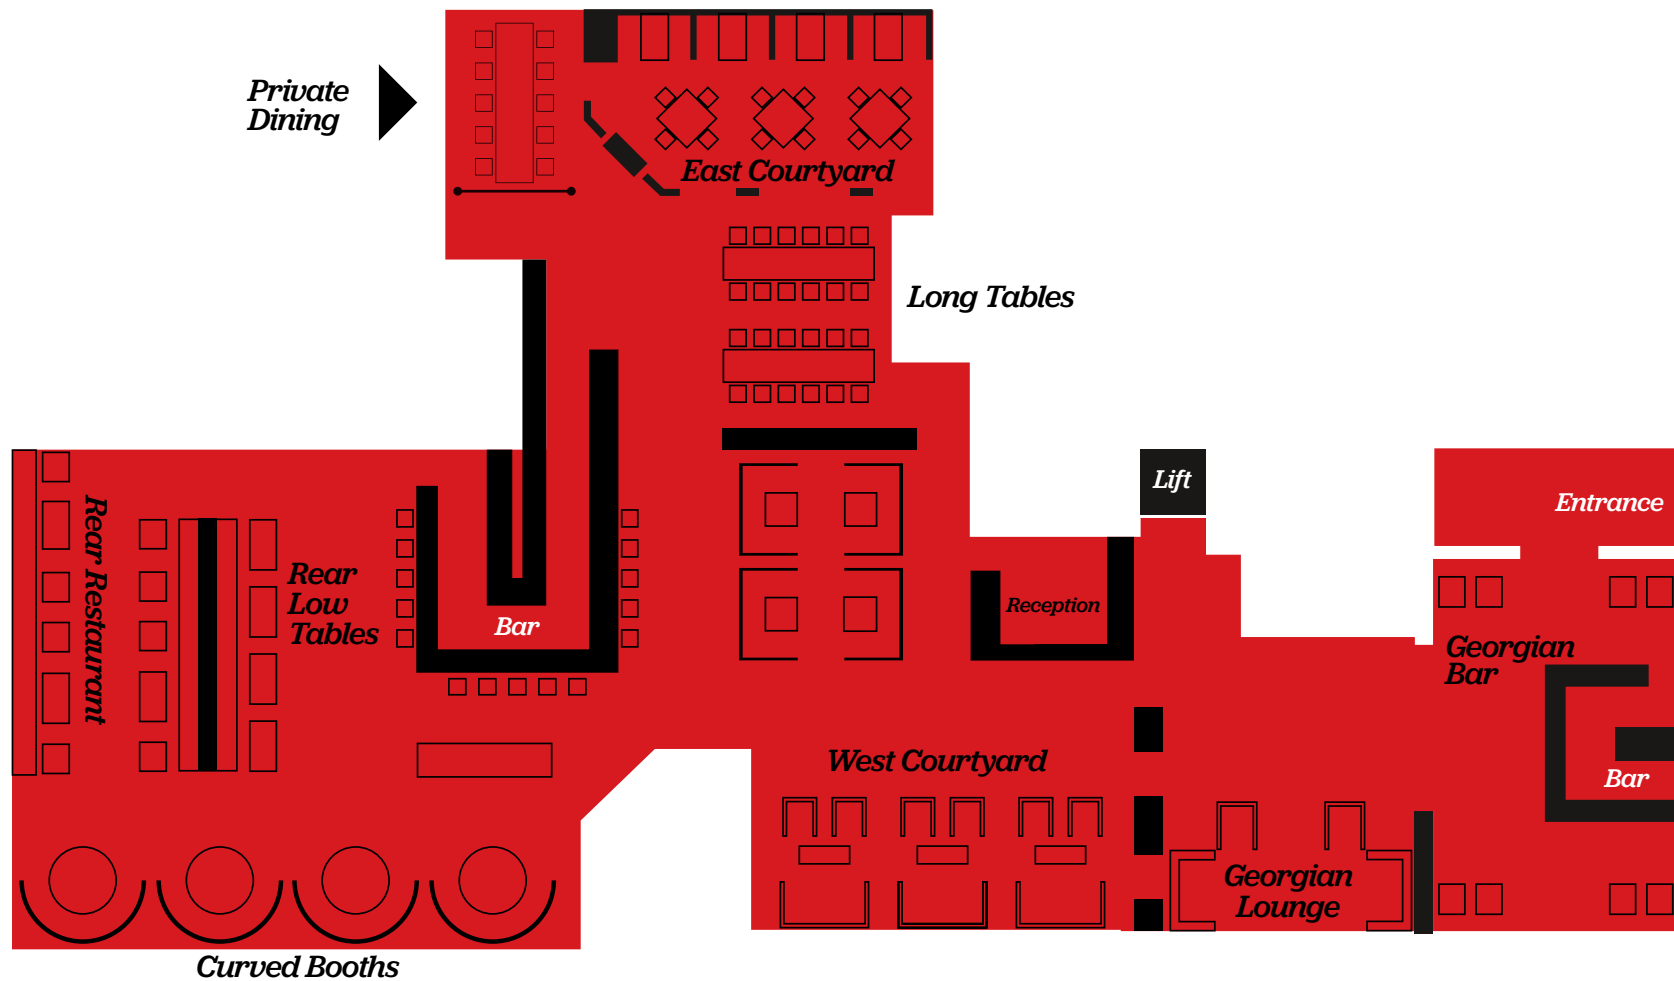 Private
Dining
East Courtyard
Long Tables
Lift
Entrance
Rear Restaurant
Rear
Low
Tables
Bar
Reception
Georgian
Bar
West Courtyard
Bar
Georgian
Lounge
Curved Booths